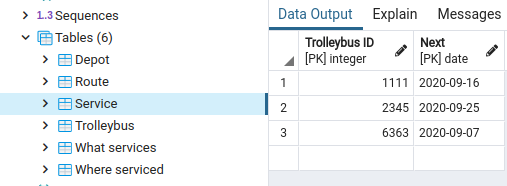 1.3 Sequences
Tables (6)
Depot
Route
Service
Trolleybus
What services
Where serviced
Data Output Explain Messages
Trolleybus ID Next
[PK] integer [PK] date
1 1111 2020-09-16
2 2345 2020-09-25
3 6363 2020-09-07